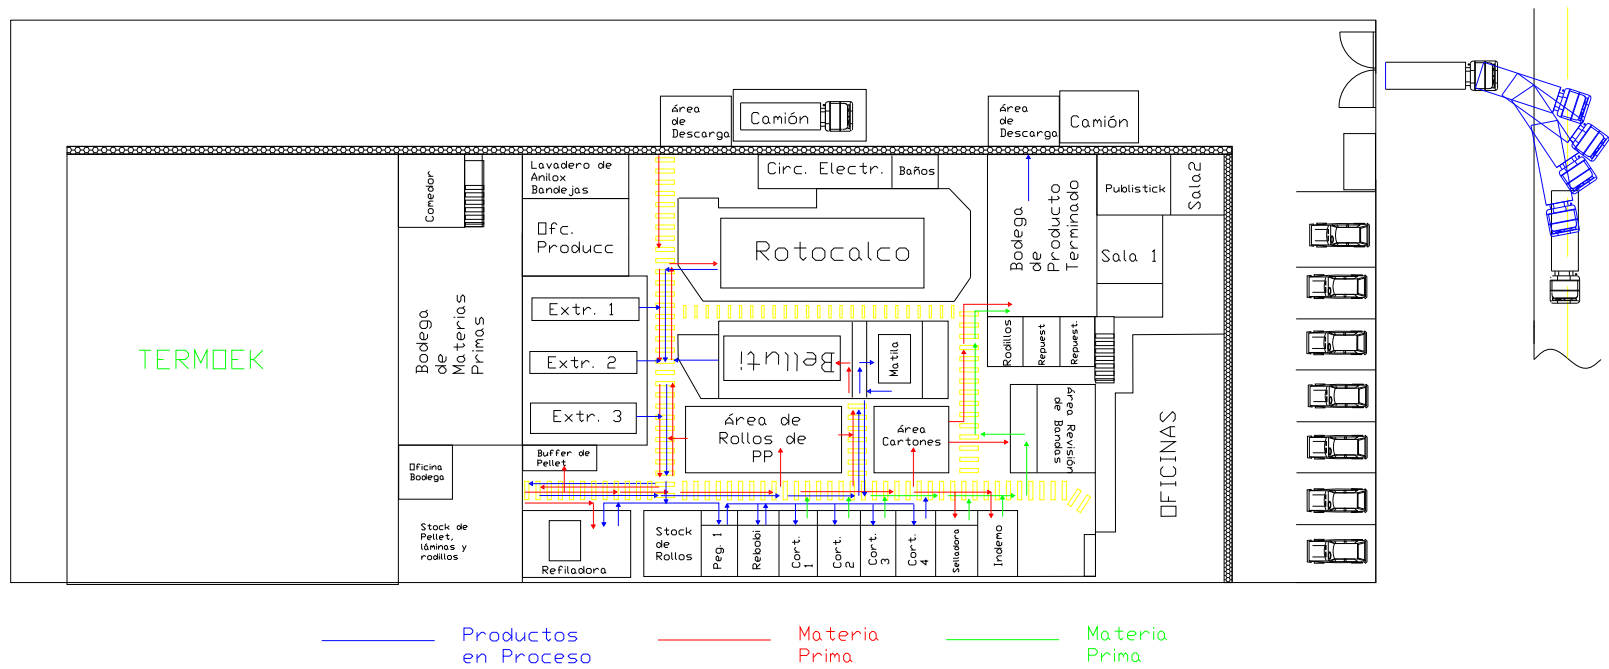 Área
de
Descarga
Camión
Área
de
Descarga
Camión
Comedor
Lavadero de
Anilox
Bandejas
Circ. Electr.
Baños
Publistick
Sala2
Ofc.
Producc
Rotocalco
Bodega
de
Producto
Terminado
Sala 1
Extr. 1
Extr. 2
Extr. 3
TERMOEK
Bodega
de
Materias
Primas
Belluti
Matila
Rodillos
Repuest
Repuest.
Área de
Rollos de
PP
Área
Cartones
Área Revisión
de Bandas
OFICINAS
Buffer de
Pellet
Oficina
Bodega
Stock de
Pellet,
láminas y
rodillos
Refiladora
Stock
de
Rollos
Peg. 1
Rebobi
Cort.
1
Cort.
2
Cort.
3
Cort.
4
Selladora
Indemo
Productos
en Proceso
Materia
Prima
Materia
Prima